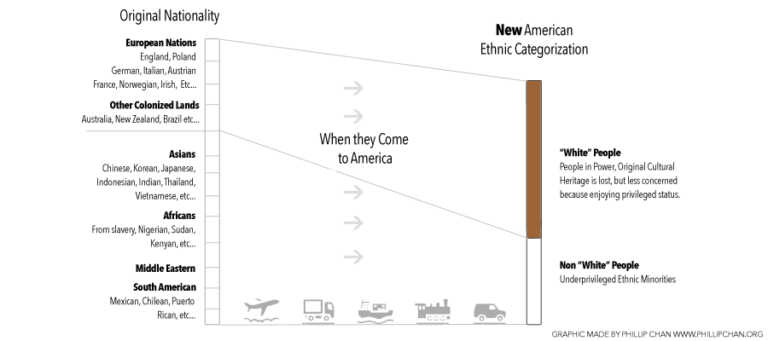 Original Nationality
European Nations
England, Poland
German, Italian, Austrian
France, Norwegian, Irish, Etc...
Other Colonized Lands
Australia, New Zealand, Brazil etc...
Asians
Chinese, Korean, Japanese,
Indonesian, Indian, Thailand,
Vietnamese, etc...
Africans
From slavery, Nigerian, Sudan,
Kenyan, etc...
Middle Eastern
South American
Mexican, Chilean, Puerto
Rican, etc...
When they Come
to America
New American
Ethnic Categorization
"White" People
People in Power, Original Cultural
Heritage is lost, but less concerned
because enjoying privileged status.
Non "White" People
Underprivileged Ethnic Minorities
GRAPHIC MADE BY PHILLIP CHAN WWW.PHILLIPCHAN.ORG